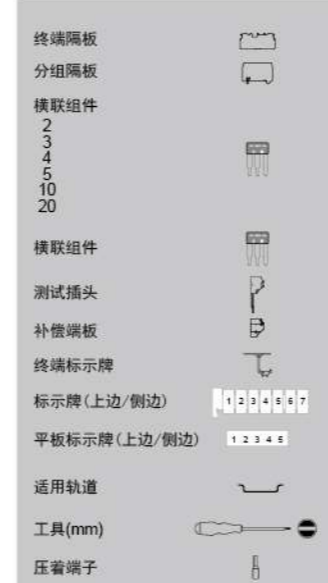 终端隔板
分组隔板
横联组件
2
3
4
5
10
20
横联组件
测试插头
补偿端板
终端标示牌
标示牌(上边/侧边) 1 2 3 4 5 6 7
平板标示牌(上边/侧边) 1 2 3 4 5
适用轨道
工具(mm)
压着端子